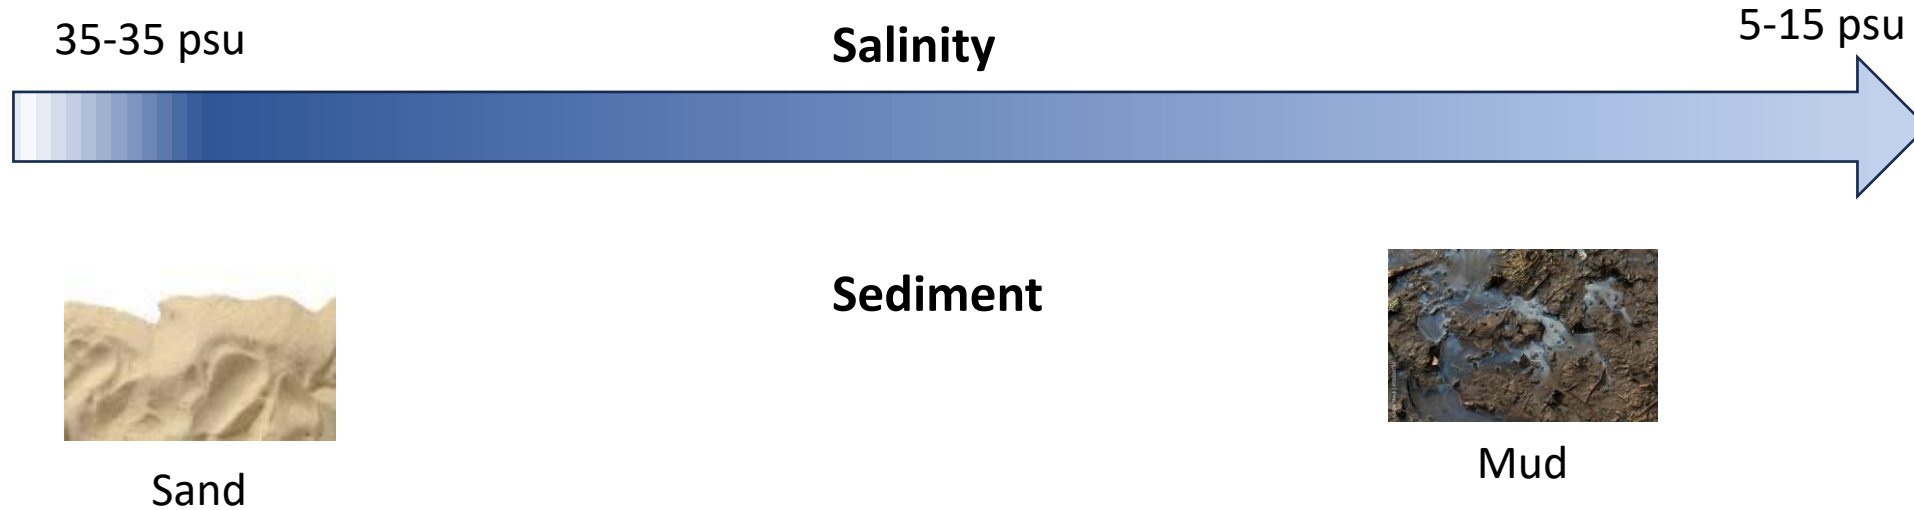 35-35 psu
Salinity
5-15 psu
Sediment
Sand
Mud